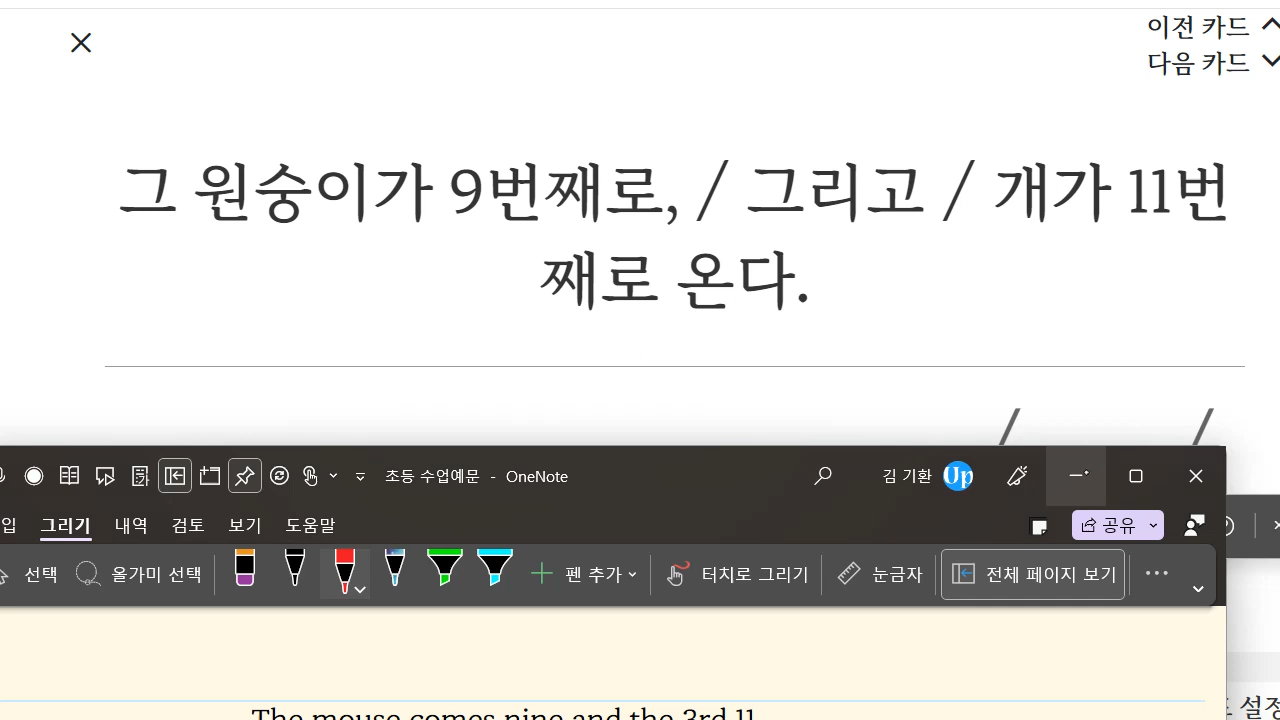 이전 카드
다음 카드
그 원숭이가 9번째로, / 그리고 / 개가 11번
째로 온다.
/ /
초등 수업예문 - OneNote
김 기환
Up
입 그리기 내역 검토 보기 도움말
공유
선택 올가미 선택 펜 추가 터치로 그리기 눈금자 전체 페이지 보기
설정
The mouse comes nine and the 3rd 11